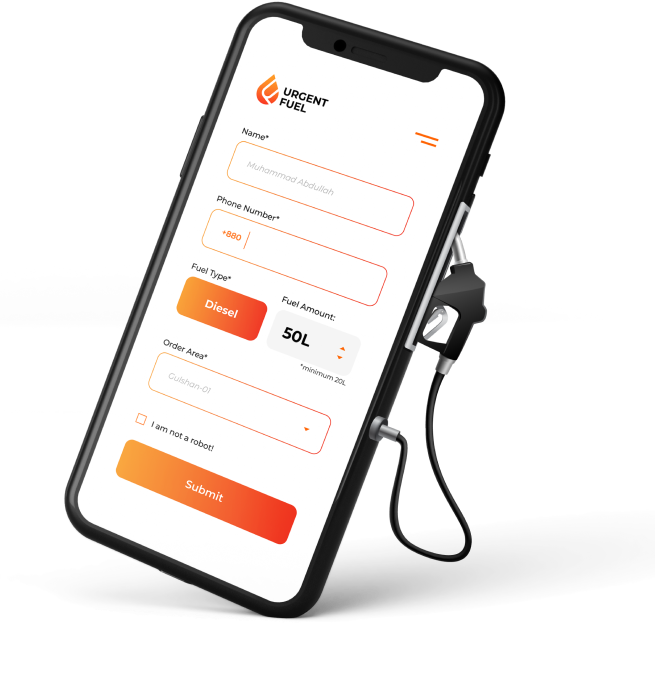 URGENT
FUEL
Name*
Muhammad Abdulloh
Phone Number*
+880
Fuel Type*
Diesel
Fuel Amount:
50L
*minimum 20L
Order Area*
Gulshan-01
I am not a robot!
Submit